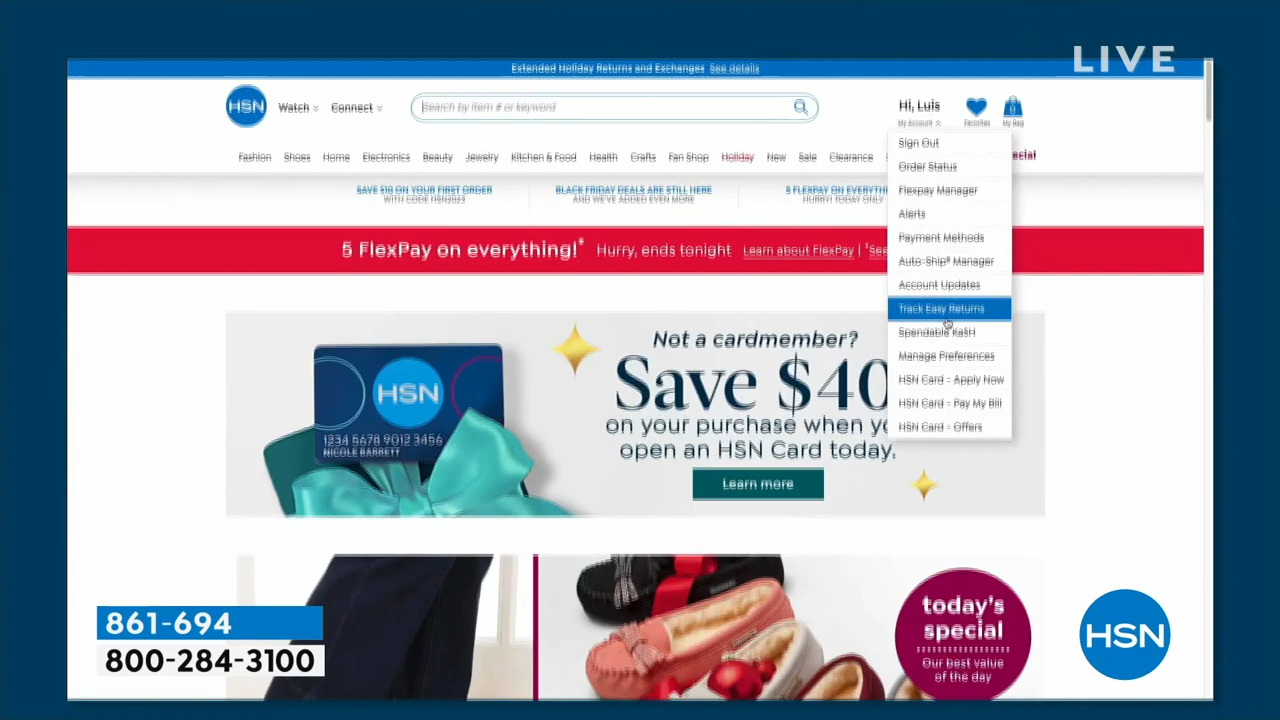 LIVE
Extended Holiday Returns and Exchanges See details
HSN
Watch
Connect
Search by item # or keyword
Hi, Luis
My Account
Favorites
My Bag
Fashion
Shoes
Home
Electronics
Beauty
Jewelry
Kitchen & Food
Health
Crafts
Fan Shop
Holiday
New
Sale
Clearance
SAVE $10 ON YOUR FIRST ORDER
WITH CODE HSN2023
BLACK FRIDAY DEALS ARE STILL HERE
AND WE'VE ADDED EVEN MORE
5 FLEXPAY ON EVERYTH
HURRY! TODAY ONLY
Sign Out
Order Status
Flexpay Manager
Alerts
Payment Methods
Auto-Ship® Manager
Account Updates
Track Easy Returns
Spendable Ka$H
Manage Preferences
HSN Card - Apply Now
HSN Card - Pay My Bill
HSN Card - Offers
5 FlexPay on everything!* Hurry, ends tonight Learn about FlexPay | See
Not a cardmember?
Save $40
on your purchase when yo
open an HSN Card today.
Learn more
HSN
1234 5678 9012 3456
NICOLE BARRETT
today's
special
Our best value
of the day
861-694
800-284-3100
HSN